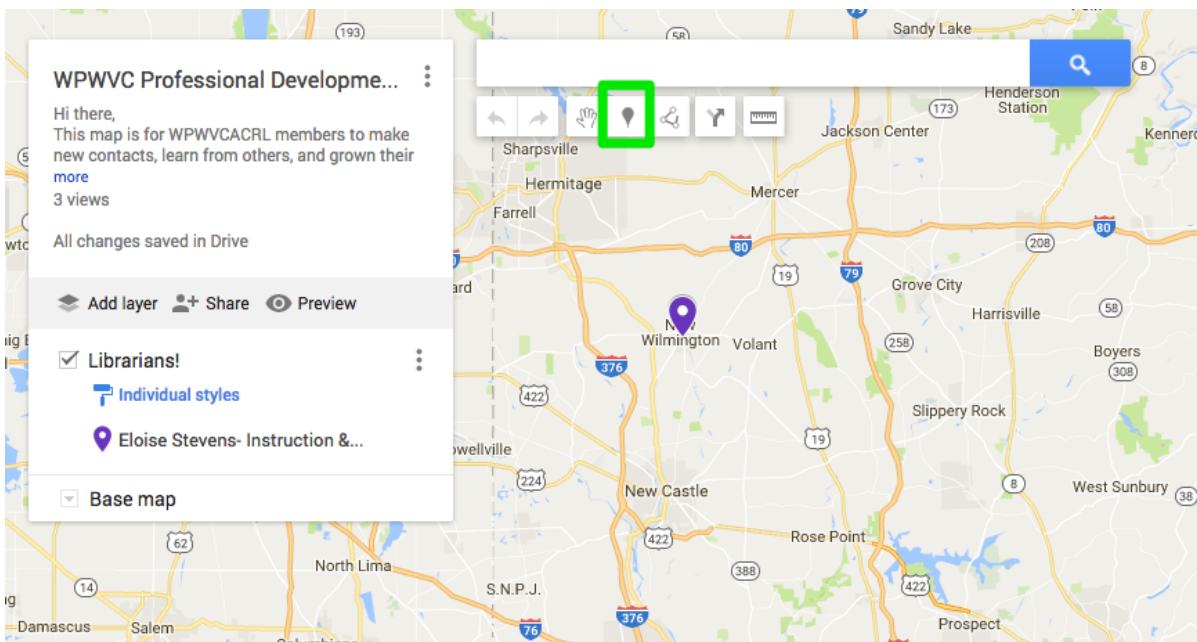 WPWVC Professional Developme...
Hi there,
This map is for WPWVCACRL members to make
new contacts, learn from others, and grown their
more
3 views
All changes saved in Drive
Add layer Share Preview
Librarians!
Individual styles
Eloise Stevens- Instruction &...
Base map
193
58
79
Sandy Lake
8
Henderson
Station
173
Jackson Center
Sharpsville
Hermitage
Mercer
Farrell
80
80
208
19
79
Grove City
Harrisville
58
Wilmington
Volant
258
Boyers
308
376
422
Slippery Rock
19
224
New Castle
8
West Sunbury
38
422
Rose Point
62
North Lima
388
14
S.N.P.J.
422
376
Damascus
Salem
76
Prospect